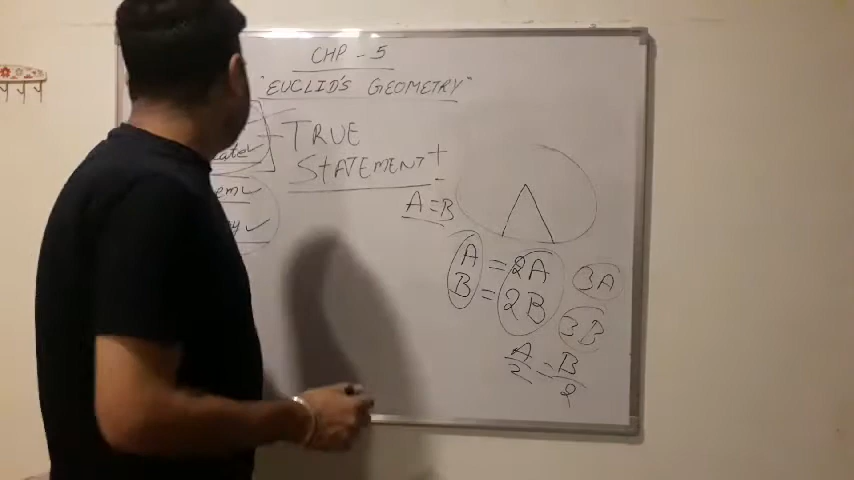 CHP - 5
"EUCLID'S GEOMETRY"
TRUE
STATEMENT +
-
A = B
A = 2A
B = 2B
3A
3B
A/2 = B/2